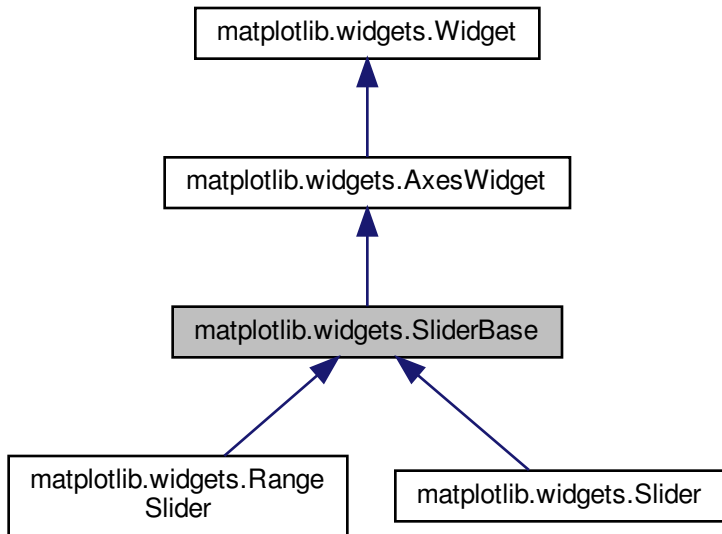 matplotlib.widgets.Widget
matplotlib.widgets.AxesWidget
matplotlib.widgets.SliderBase
matplotlib.widgets.Range
Slider
matplotlib.widgets.Slider